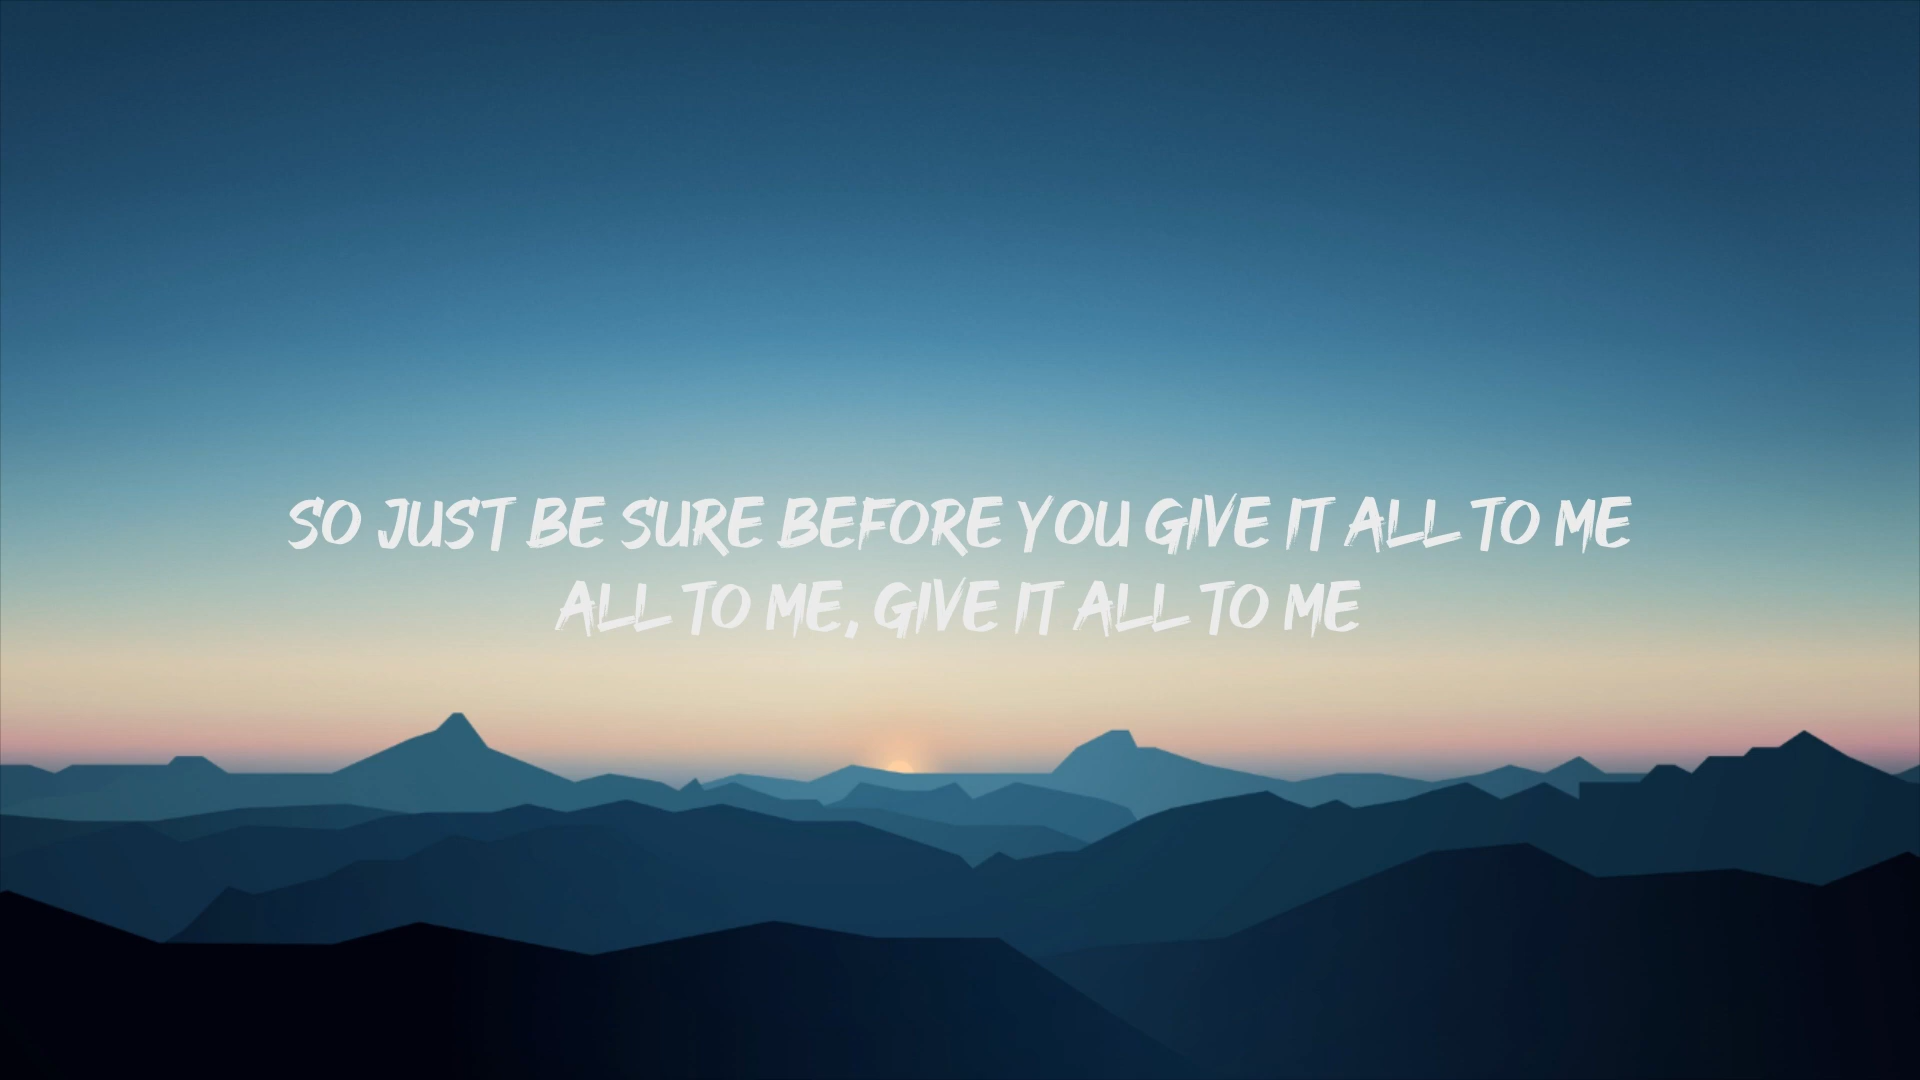 SO JUST BE SURE BEFORE YOU GIVE IT ALL TO ME
ALL TO ME, GIVE IT ALL TO ME